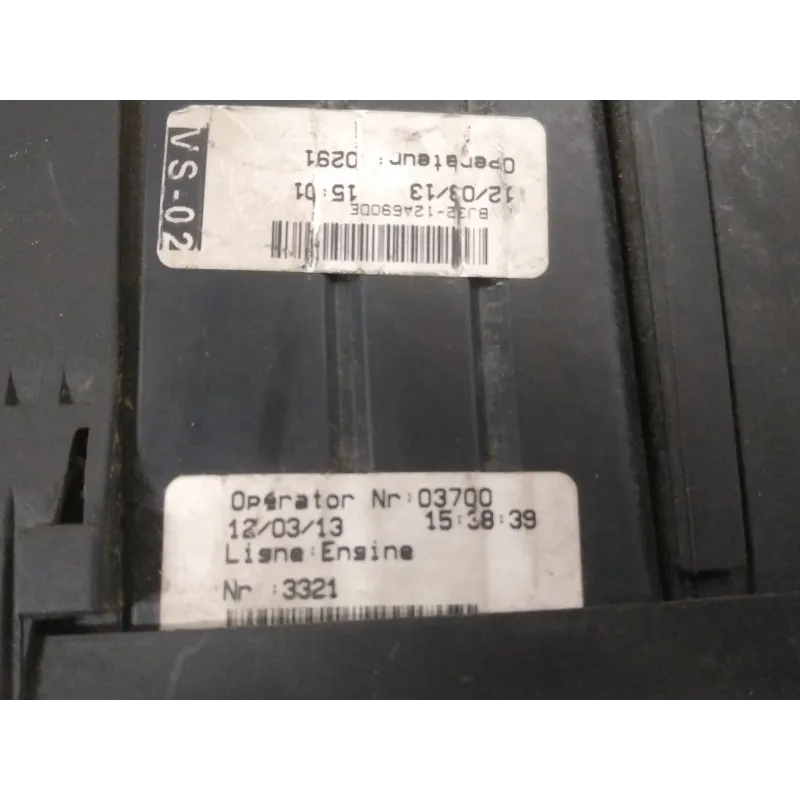 VS-02
Operateur: 0291
12/03/13 15:01
BJ32-12A690DE
Opérator Nr:03700
12/03/13 15:38:39
Ligne:Engine
Nr :3321